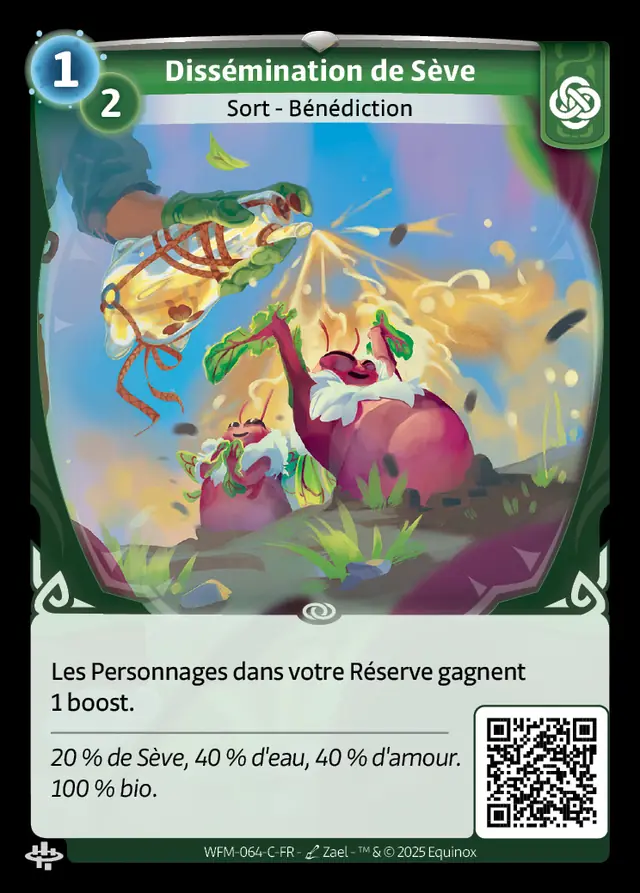 1
2
Dissémination de Sève
Sort - Bénédiction
Les Personnages dans votre Réserve gagnent
1 boost.
20 % de Sève, 40 % d'eau, 40 % d'amour.
100 % bio.
WFM-064-C-FR - Zael - ™ & © 2025 Equinox